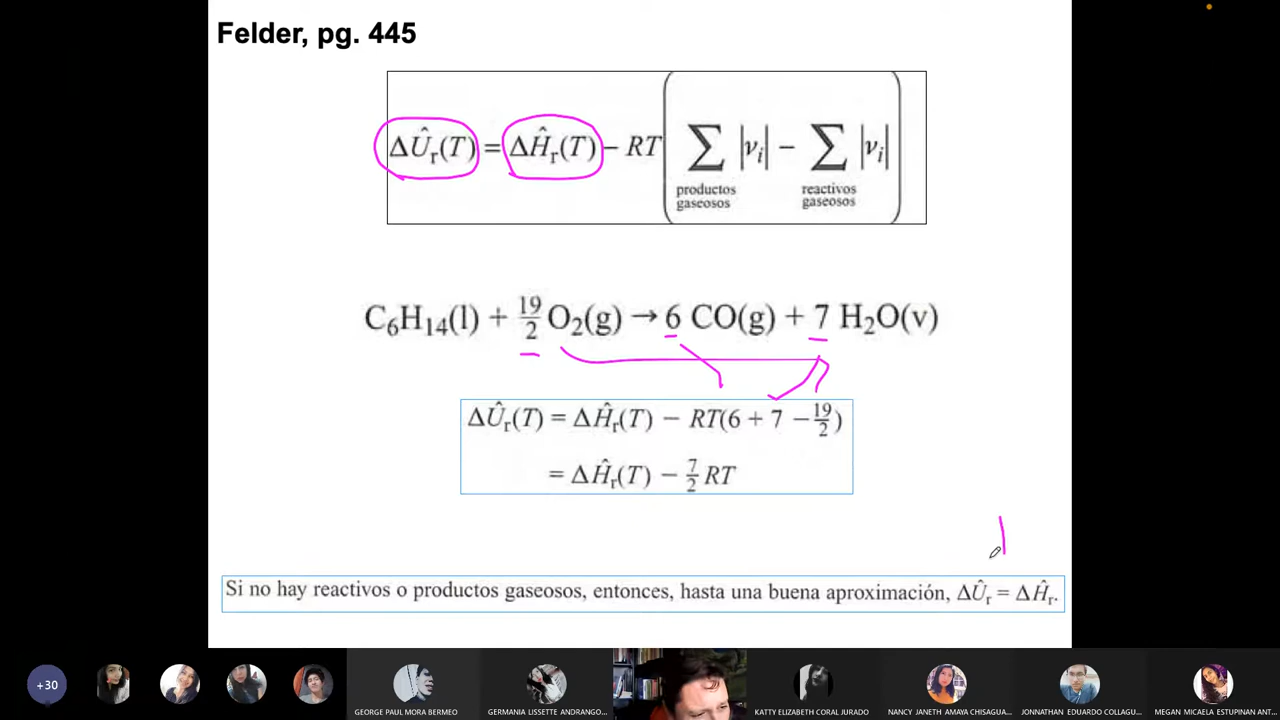 Felder, pg. 445
ΔÛr(T) = ΔĤr(T) − RT( ∑ |νi| − ∑ |νi| )
productos gaseosos reactivos gaseosos
C6H14(l) + 19/2 O2(g) → 6 CO(g) + 7 H2O(v)
ΔÛr(T) = ΔĤr(T) − RT(6 + 7 − 19/2)
= ΔĤr(T) − 7/2 RT
Si no hay reactivos o productos gaseosos, entonces, hasta una buena aproximación, ΔÛr = ΔĤr.
+30
GEORGE PAUL MORA BERMEO
GERMANIA LISSETTE ANDRANGO...
KATTY ELIZABETH CORAL JURADO
NANCY JANETH AMAYA CHISAGUA...
JONNATHAN EDUARDO COLLAGU...
MEGAN MICAELA ESTUPINAN ANT...